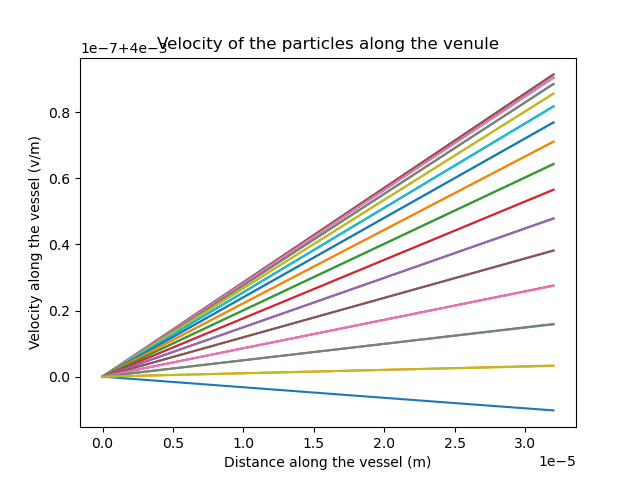 Velocity of the particles along the venule
1e−7+4e−3
0.8
0.6
0.4
0.2
0.0
Velocity along the vessel (v/m)
0.0 0.5 1.0 1.5 2.0 2.5 3.0
1e−5
Distance along the vessel (m)